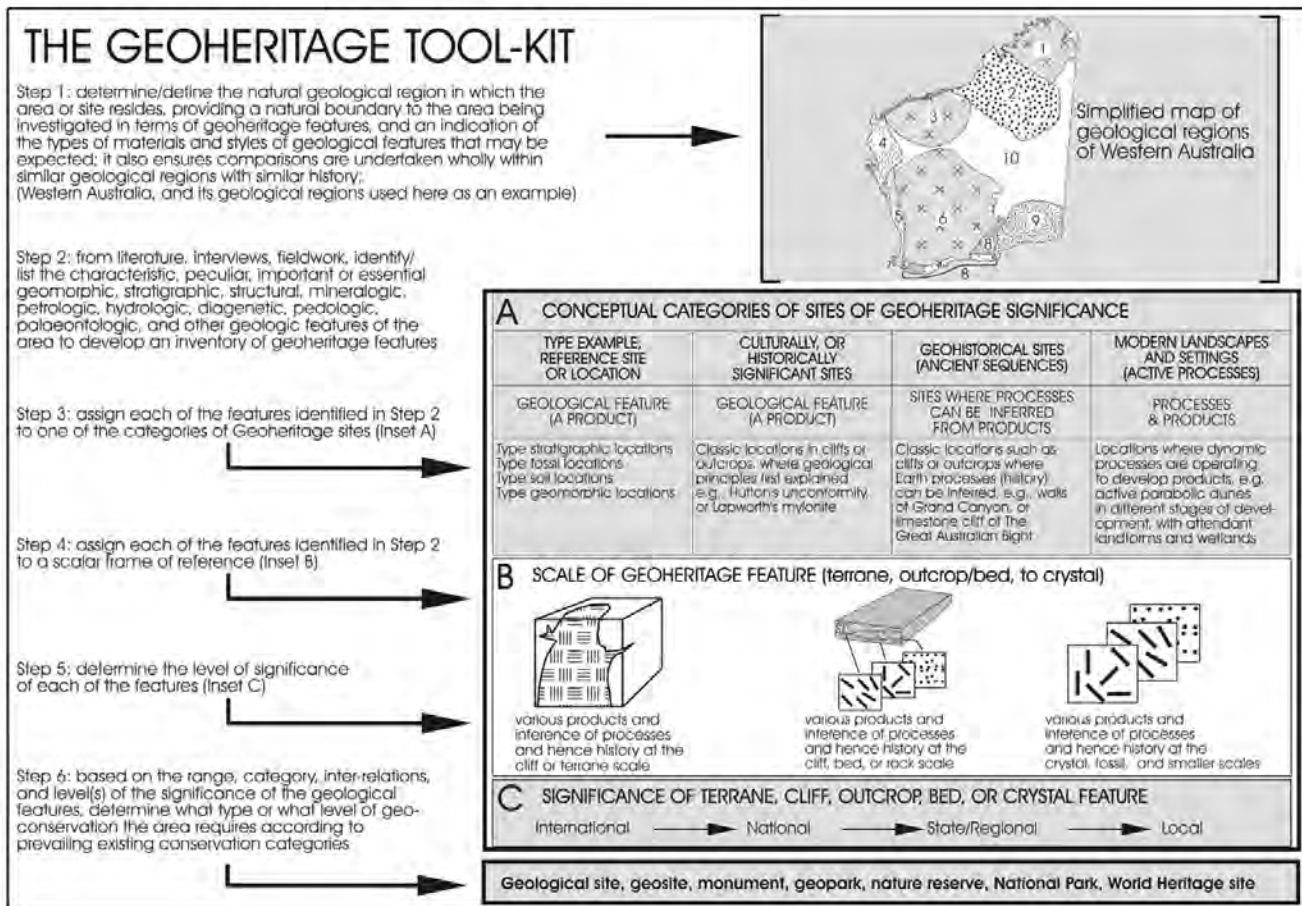 THE GEOHERITAGE TOOL-KIT
Step 1: determine/define the natural geological region in which the
area or site resides, providing a natural boundary to the area being
investigated in terms of geoheritage features, and an indication of
the types of materials and styles of geological features that may be
expected; it also ensures comparisons are undertaken wholly within
similar geological regions with similar history;
(Western Australia, and its geological regions used here as an example)
1
2
3
4
10
5
6
7
9
8
8
Simplified map of
geological regions
of Western Australia
Step 2: from literature, interviews, fieldwork, identify/
list the characteristic, peculiar, important or essential
geomorphic, stratigraphic, structural, mineralogic,
petrologic, hydrologic, diagenetic, pedologic,
palaeontologic, and other geologic features of the
area to develop an inventory of geoheritage features
Step 3: assign each of the features identified in Step 2
to one of the categories of Geoheritage sites (Inset A)
Step 4: assign each of the features identified in Step 2
to a scalar frame of reference (Inset B)
Step 5: determine the level of significance
of each of the features (Inset C)
Step 6: based on the range, category, inter-relations,
and level(s) of the significance of the geological
features, determine what type or what level of geo-
conservation the area requires according to
prevailing existing conservation categories
A CONCEPTUAL CATEGORIES OF SITES OF GEOHERITAGE SIGNIFICANCE
TYPE EXAMPLE,
REFERENCE SITE
OR LOCATION
GEOLOGICAL FEATURE
(A PRODUCT)
Type stratigraphic locations
Type fossil locations
Type soil locations
Type geomorphic locations
CULTURALLY, OR
HISTORICALLY
SIGNIFICANT SITES
GEOLOGICAL FEATURE
(A PRODUCT)
Classic locations in cliffs or
outcrops, where geological
principles first explained
e.g., Hutton's unconformity,
or Lapworth's mylonite
GEOHISTORICAL SITES
(ANCIENT SEQUENCES)
SITES WHERE PROCESSES
CAN BE INFERRED
FROM PRODUCTS
Classic locations such as
cliffs or outcrops where
Earth processes (history)
can be inferred, e.g., walls
of Grand Canyon, or
limestone cliff of The
Great Australian Bight
MODERN LANDSCAPES
AND SETTINGS
(ACTIVE PROCESSES)
PROCESSES
& PRODUCTS
Locations where dynamic
processes are operating
to develop products, e.g.
active parabolic dunes
in different stages of devel-
opment, with attendant
landforms and wetlands
B SCALE OF GEOHERITAGE FEATURE (terrane, outcrop/bed, to crystal)
various products and
inference of processes
and hence history at the
cliff or terrane scale
various products and
inference of processes
and hence history at the
cliff, bed, or rock scale
various products and
inference of processes
and hence history at the
crystal, fossil, and smaller scales
C SIGNIFICANCE OF TERRANE, CLIFF, OUTCROP, BED, OR CRYSTAL FEATURE
International National State/Regional Local
Geological site, geosite, monument, geopark, nature reserve, National Park, World Heritage site